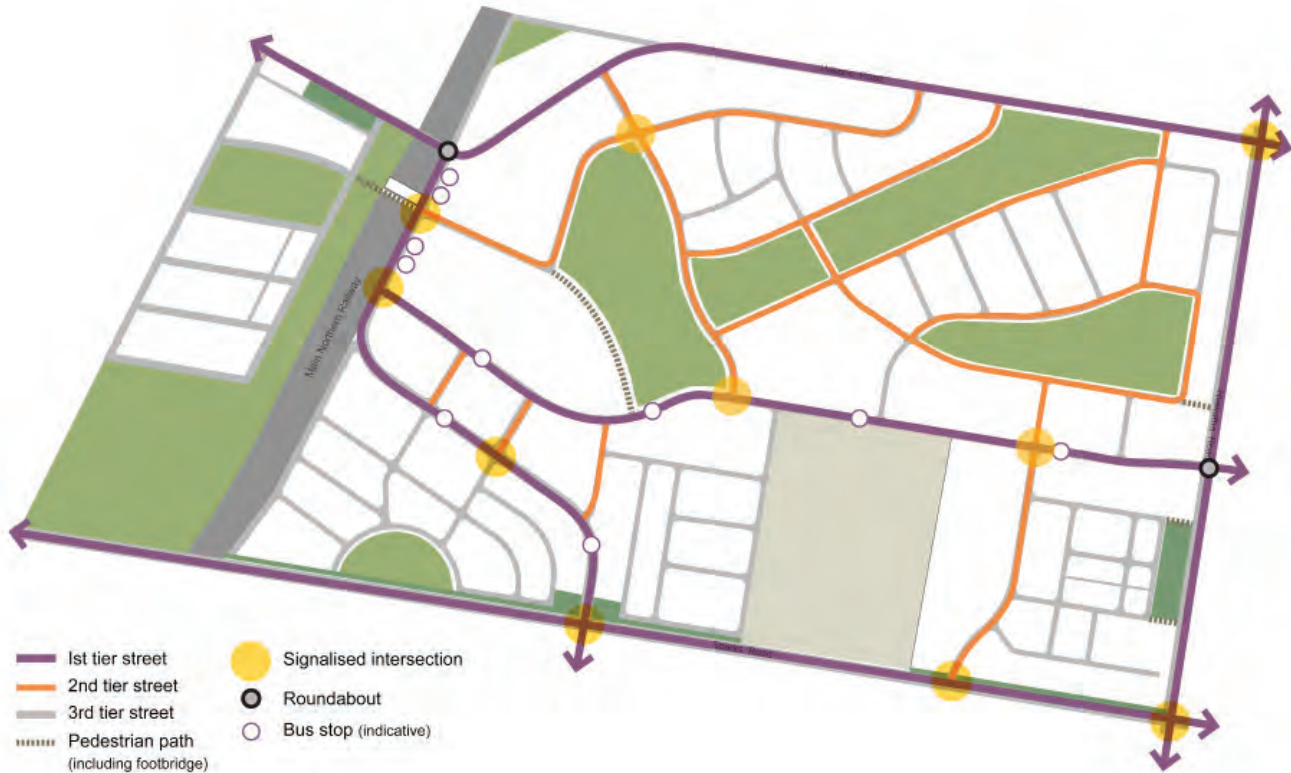 Main Northern Railway
Road
1st tier street
2nd tier street
3rd tier street
Pedestrian path
(including footbridge)
Signalised intersection
Roundabout
Bus stop (indicative)